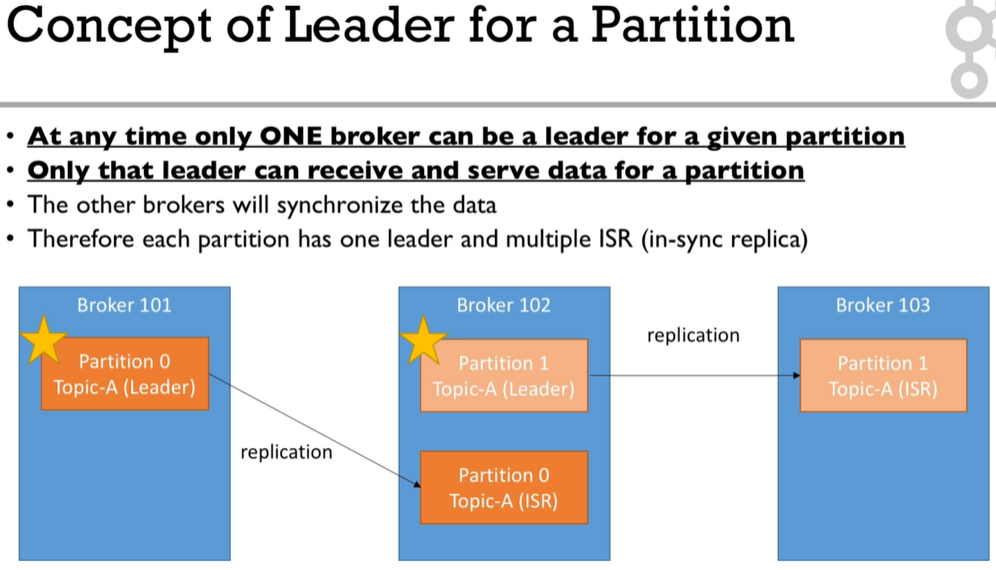 Concept of Leader for a Partition
• At any time only ONE broker can be a leader for a given partition
• Only that leader can receive and serve data for a partition
• The other brokers will synchronize the data
• Therefore each partition has one leader and multiple ISR (in-sync replica)
Broker 101
Partition 0
Topic-A (Leader)
replication
Broker 102
Partition 1
Topic-A (Leader)
Partition 0
Topic-A (ISR)
replication
Broker 103
Partition 1
Topic-A (ISR)